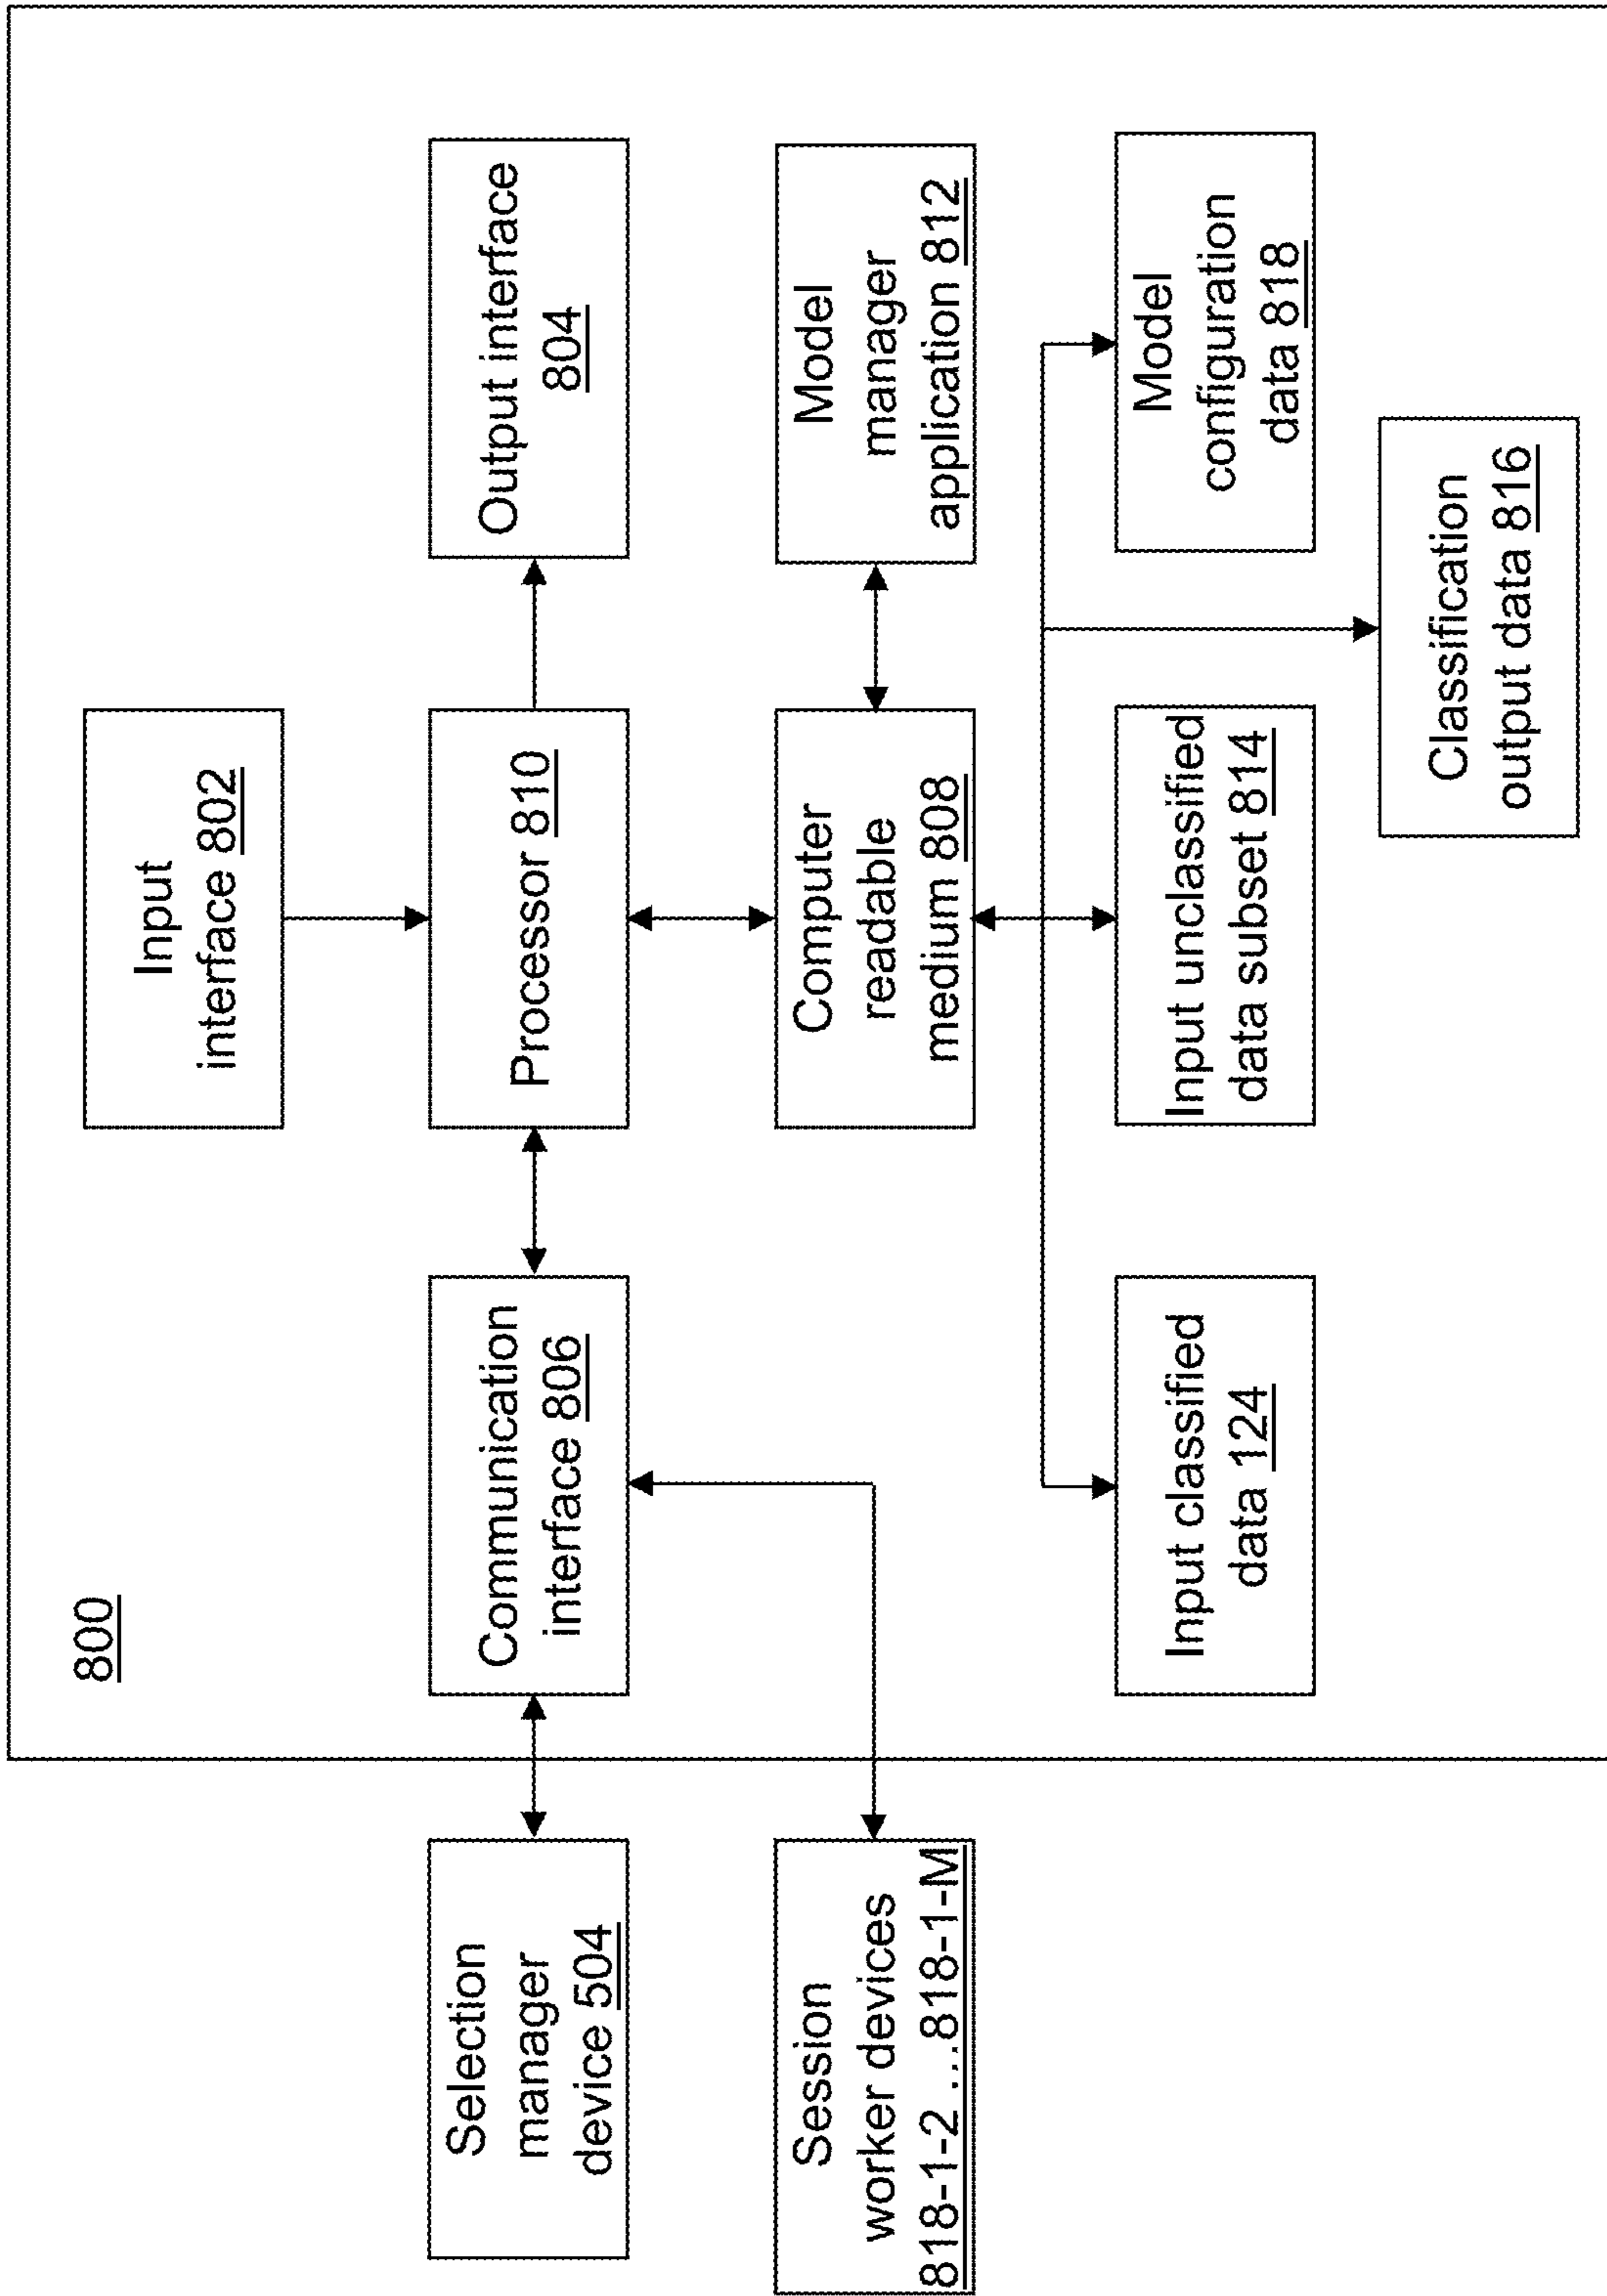 800
Input
interface 802
Selection
manager
device 504
Communication
interface 806
Processor 810
Output interface
804
Session
worker devices
818-1-2 ...818-1-M
Computer
readable
medium 808
Model
manager
application 812
Input classified
data 124
Input unclassified
data subset 814
Model
configuration
data 818
Classification
output data 816